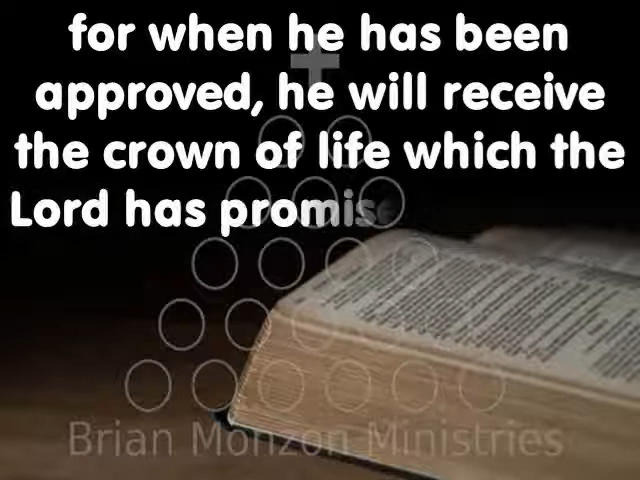 for when he has been
approved, he will receive
the crown of life which the
Lord has promise
Brian Monzon Ministries